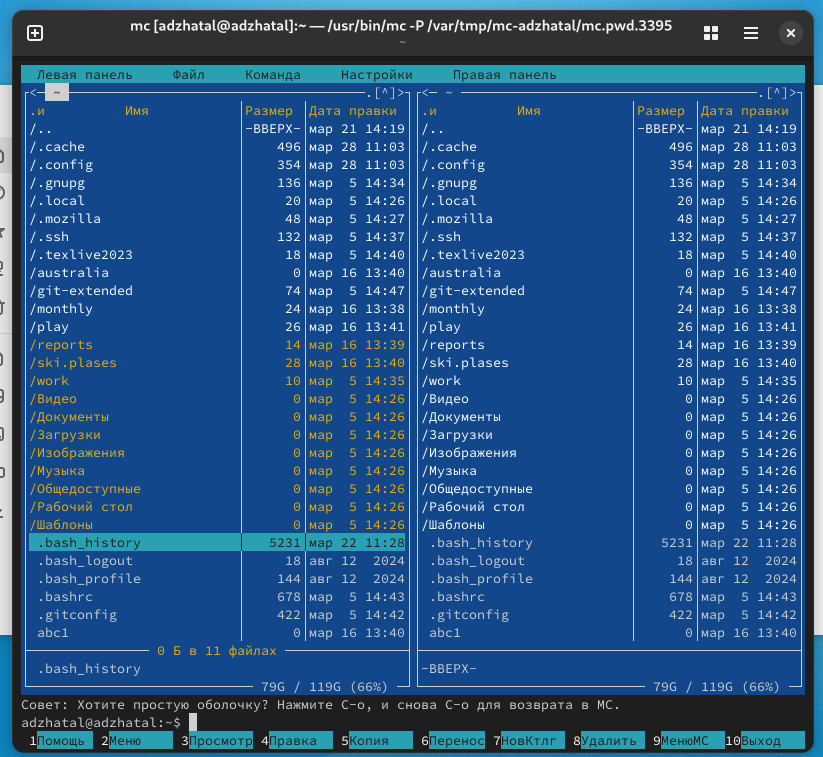 mc [adzhatal@adzhatal]:~ — /usr/bin/mc -P /var/tmp/mc-adzhatal/mc.pwd.3395
~
Левая панель Файл Команда Настройки Правая панель
<─ ~ ─.[^]> <─ ~ ─.[^]>
.и Имя Размер Дата правки .и Имя Размер Дата правки
/.. -ВВЕРХ- мар 21 14:19 /.. -ВВЕРХ- мар 21 14:19
/.cache 496 мар 28 11:03 /.cache 496 мар 28 11:03
/.config 354 мар 28 11:03 /.config 354 мар 28 11:03
/.gnupg 136 мар 5 14:34 /.gnupg 136 мар 5 14:34
/.local 20 мар 5 14:26 /.local 20 мар 5 14:26
/.mozilla 48 мар 5 14:27 /.mozilla 48 мар 5 14:27
/.ssh 132 мар 5 14:37 /.ssh 132 мар 5 14:37
/.texlive2023 18 мар 5 14:40 /.texlive2023 18 мар 5 14:40
/australia 0 мар 16 13:40 /australia 0 мар 16 13:40
/git-extended 74 мар 5 14:47 /git-extended 74 мар 5 14:47
/monthly 24 мар 16 13:38 /monthly 24 мар 16 13:38
/play 26 мар 16 13:41 /play 26 мар 16 13:41
/reports 14 мар 16 13:39 /reports 14 мар 16 13:39
/ski.plases 28 мар 16 13:40 /ski.plases 28 мар 16 13:40
/work 10 мар 5 14:35 /work 10 мар 5 14:35
/Видео 0 мар 5 14:26 /Видео 0 мар 5 14:26
/Документы 0 мар 5 14:26 /Документы 0 мар 5 14:26
/Загрузки 0 мар 5 14:26 /Загрузки 0 мар 5 14:26
/Изображения 0 мар 5 14:26 /Изображения 0 мар 5 14:26
/Музыка 0 мар 5 14:26 /Музыка 0 мар 5 14:26
/Общедоступные 0 мар 5 14:26 /Общедоступные 0 мар 5 14:26
/Рабочий стол 0 мар 5 14:26 /Рабочий стол 0 мар 5 14:26
/Шаблоны 0 мар 5 14:26 /Шаблоны 0 мар 5 14:26
.bash_history 5231 мар 22 11:28 .bash_history 5231 мар 22 11:28
.bash_logout 18 авг 12 2024 .bash_logout 18 авг 12 2024
.bash_profile 144 авг 12 2024 .bash_profile 144 авг 12 2024
.bashrc 678 мар 5 14:43 .bashrc 678 мар 5 14:43
.gitconfig 422 мар 5 14:42 .gitconfig 422 мар 5 14:42
abc1 0 мар 16 13:40 abc1 0 мар 16 13:40
0 Б в 11 файлах
.bash_history -ВВЕРХ-
79G / 119G (66%) 79G / 119G (66%)
Совет: Хотите простую оболочку? Нажмите C-o, и снова C-o для возврата в MC.
adzhatal@adzhatal:~$
1Помощь 2Меню 3Просмотр 4Правка 5Копия 6Перенос 7НовКтлг 8Удалить 9МенюMC 10Выход